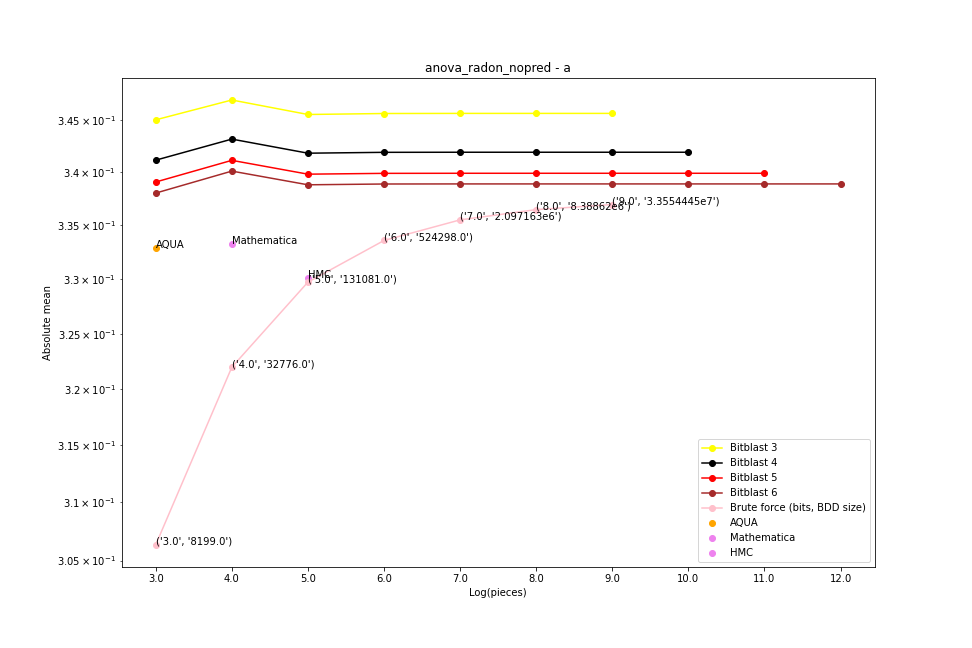 anova_radon_nopred - a
Absolute mean
3.45 × 10⁻¹
3.4 × 10⁻¹
3.35 × 10⁻¹
3.3 × 10⁻¹
3.25 × 10⁻¹
3.2 × 10⁻¹
3.15 × 10⁻¹
3.1 × 10⁻¹
3.05 × 10⁻¹
('9.0', '3.3554445e7')
('8.0', '8.38862e6')
('7.0', '2.097163e6')
('6.0', '524298.0')
AQUA
Mathematica
HMC
('5.0', '131081.0')
('4.0', '32776.0')
('3.0', '8199.0')
Bitblast 3
Bitblast 4
Bitblast 5
Bitblast 6
Brute force (bits, BDD size)
AQUA
Mathematica
HMC
3.0 4.0 5.0 6.0 7.0 8.0 9.0 10.0 11.0 12.0
Log(pieces)